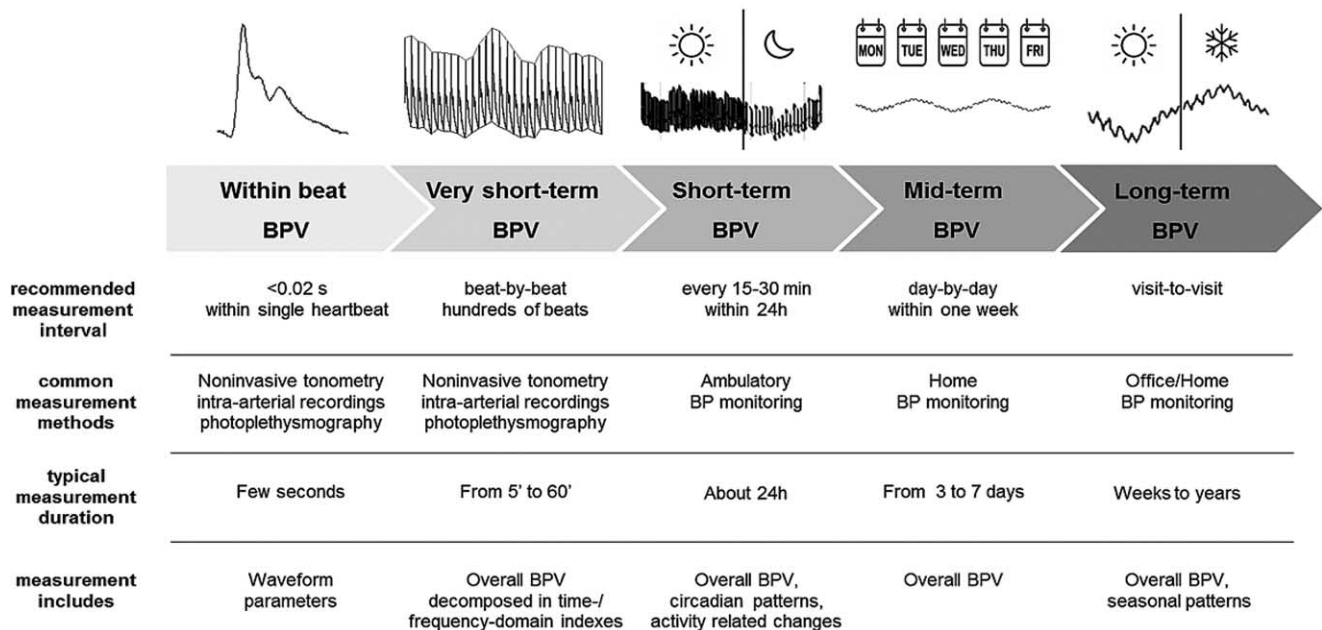 MON TUE WED THU FRI
Within beat
BPV
Very short-term
BPV
Short-term
BPV
Mid-term
BPV
Long-term
BPV
recommended
measurement
interval
<0.02 s
within single heartbeat
beat-by-beat
hundreds of beats
every 15-30 min
within 24h
day-by-day
within one week
visit-to-visit
common
measurement
methods
Noninvasive tonometry
intra-arterial recordings
photoplethysmography
Noninvasive tonometry
intra-arterial recordings
photoplethysmography
Ambulatory
BP monitoring
Home
BP monitoring
Office/Home
BP monitoring
typical
measurement
duration
Few seconds
From 5' to 60'
About 24h
From 3 to 7 days
Weeks to years
measurement
includes
Waveform
parameters
Overall BPV
decomposed in time-/
frequency-domain indexes
Overall BPV,
circadian patterns,
activity related changes
Overall BPV
Overall BPV,
seasonal patterns